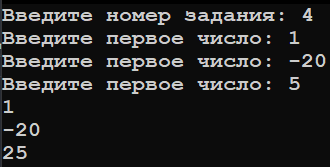 Введите номер задания: 4
Введите первое число: 1
Введите первое число: -20
Введите первое число: 5
1
-20
25